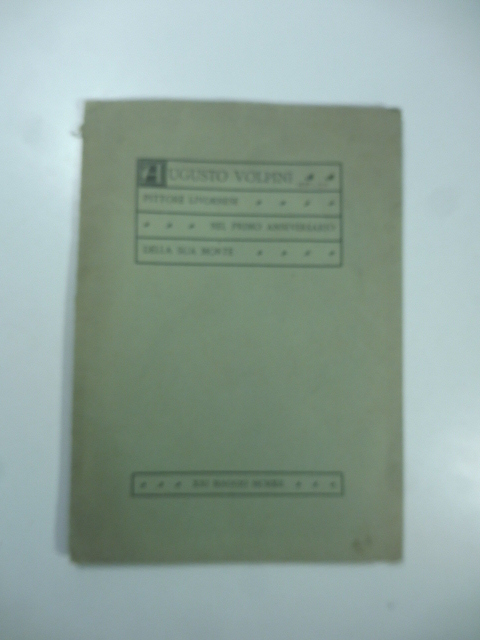 AUGUSTO VOLPINI
PITTORE LIVORNESE
NEL PRIMO ANNIVERSARIO
DELLA SUA MORTE
MAGGIO